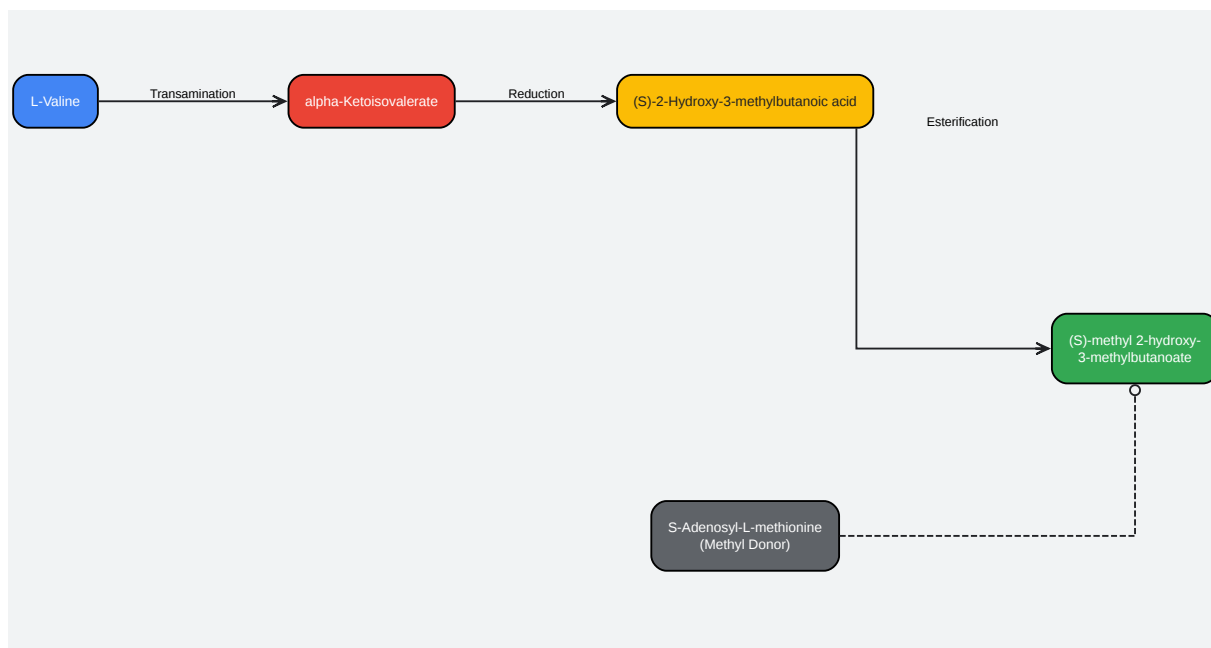 L-Valine
Transamination
alpha-Ketoisovalerate
Reduction
(S)-2-Hydroxy-3-methylbutanoic acid
Esterification
(S)-methyl 2-hydroxy-
3-methylbutanoate
S-Adenosyl-L-methionine
(Methyl Donor)